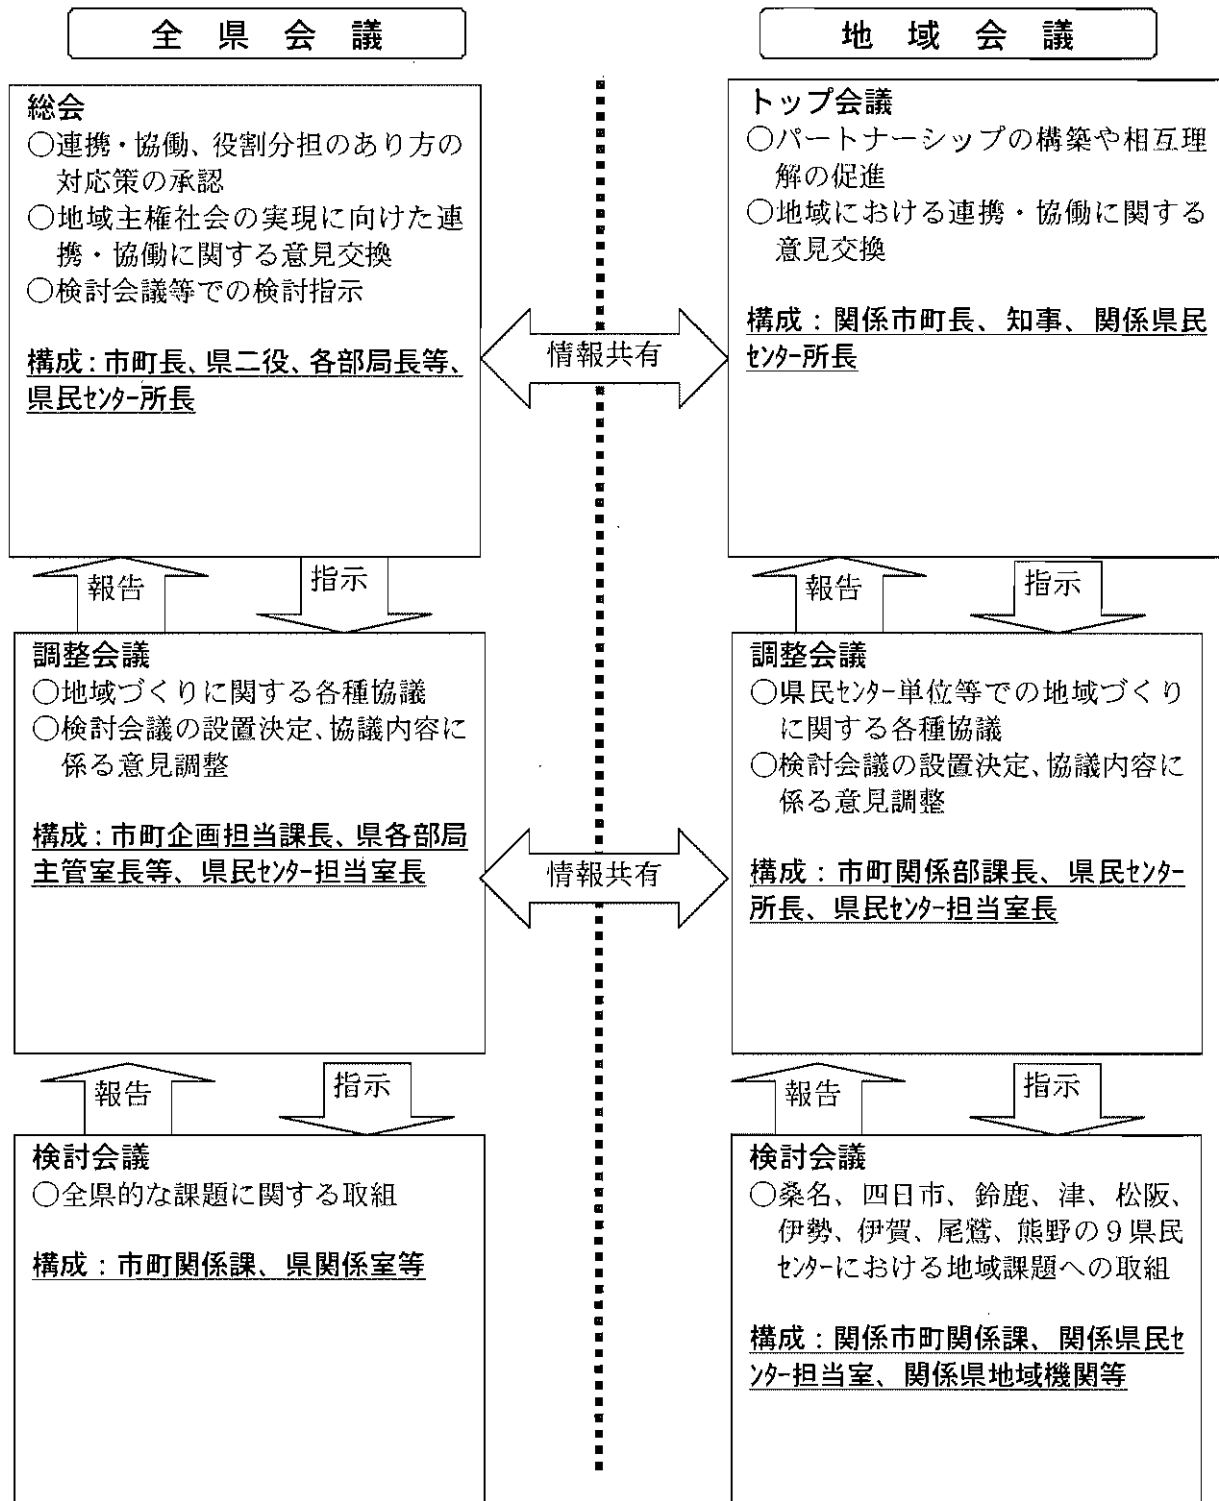 全県会議
総会
○連携・協働、役割分担のあり方の
対応策の承認
○地域主権社会の実現に向けた連
携・協働に関する意見交換
○検討会議等での検討指示
構成：市町長、県二役、各部局長等、
県民ｾﾝﾀｰ所長
報告
指示
調整会議
○地域づくりに関する各種協議
○検討会議の設置決定、協議内容に
係る意見調整
構成：市町企画担当課長、県各部局
主管室長等、県民ｾﾝﾀｰ担当室長
報告
指示
検討会議
○全県的な課題に関する取組
構成：市町関係課、県関係室等
情報共有
情報共有
地域会議
トップ会議
○パートナーシップの構築や相互理
解の促進
○地域における連携・協働に関する
意見交換
構成：関係市町長、知事、関係県民
ｾﾝﾀｰ所長
報告
指示
調整会議
○県民ｾﾝﾀｰ単位等での地域づくり
に関する各種協議
○検討会議の設置決定、協議内容に
係る意見調整
構成：市町関係部課長、県民ｾﾝﾀｰ
所長、県民ｾﾝﾀｰ担当室長
報告
指示
検討会議
○桑名、四日市、鈴鹿、津、松阪、
伊勢、伊賀、尾鷲、熊野の９県民
ｾﾝﾀｰにおける地域課題への取組
構成：関係市町関係課、関係県民ｾ
ﾝﾀｰ担当室、関係県地域機関等